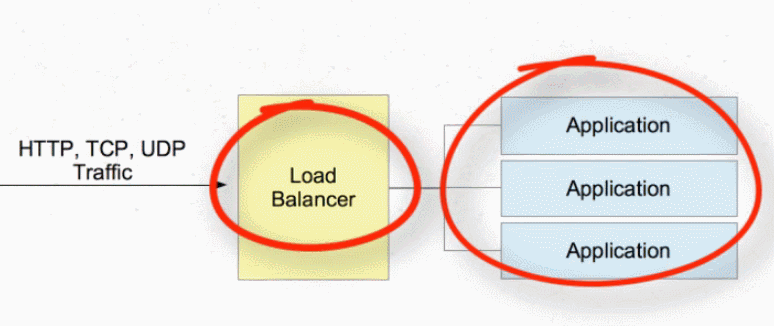 HTTP, TCP, UDP
Traffic
Load
Balancer
Application
Application
Application